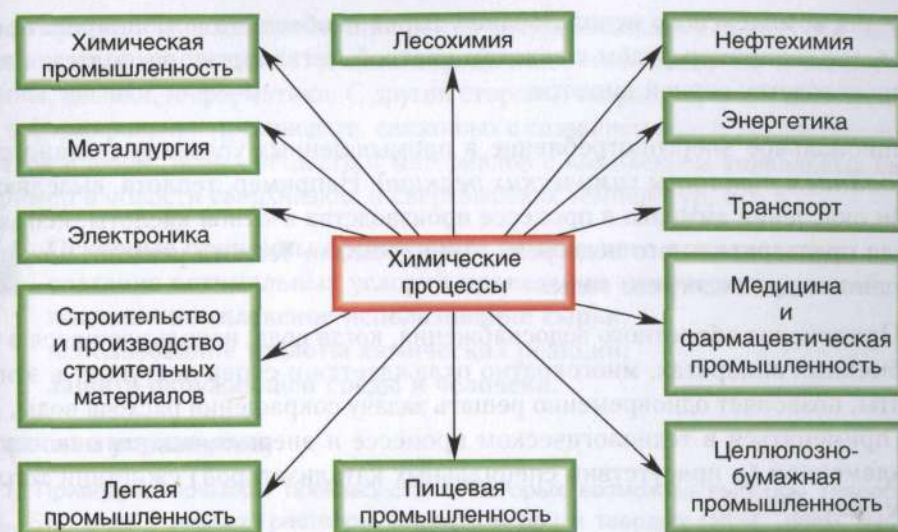 Химическая
промышленность
Лесохимия
Нефтехимия
Металлургия
Энергетика
Электроника
Транспорт
Химические
процессы
Строительство
и производство
строительных
материалов
Медицина
и
фармацевтическая
промышленность
Легкая
промышленность
Пищевая
промышленность
Целлюлозно-
бумажная
промышленность